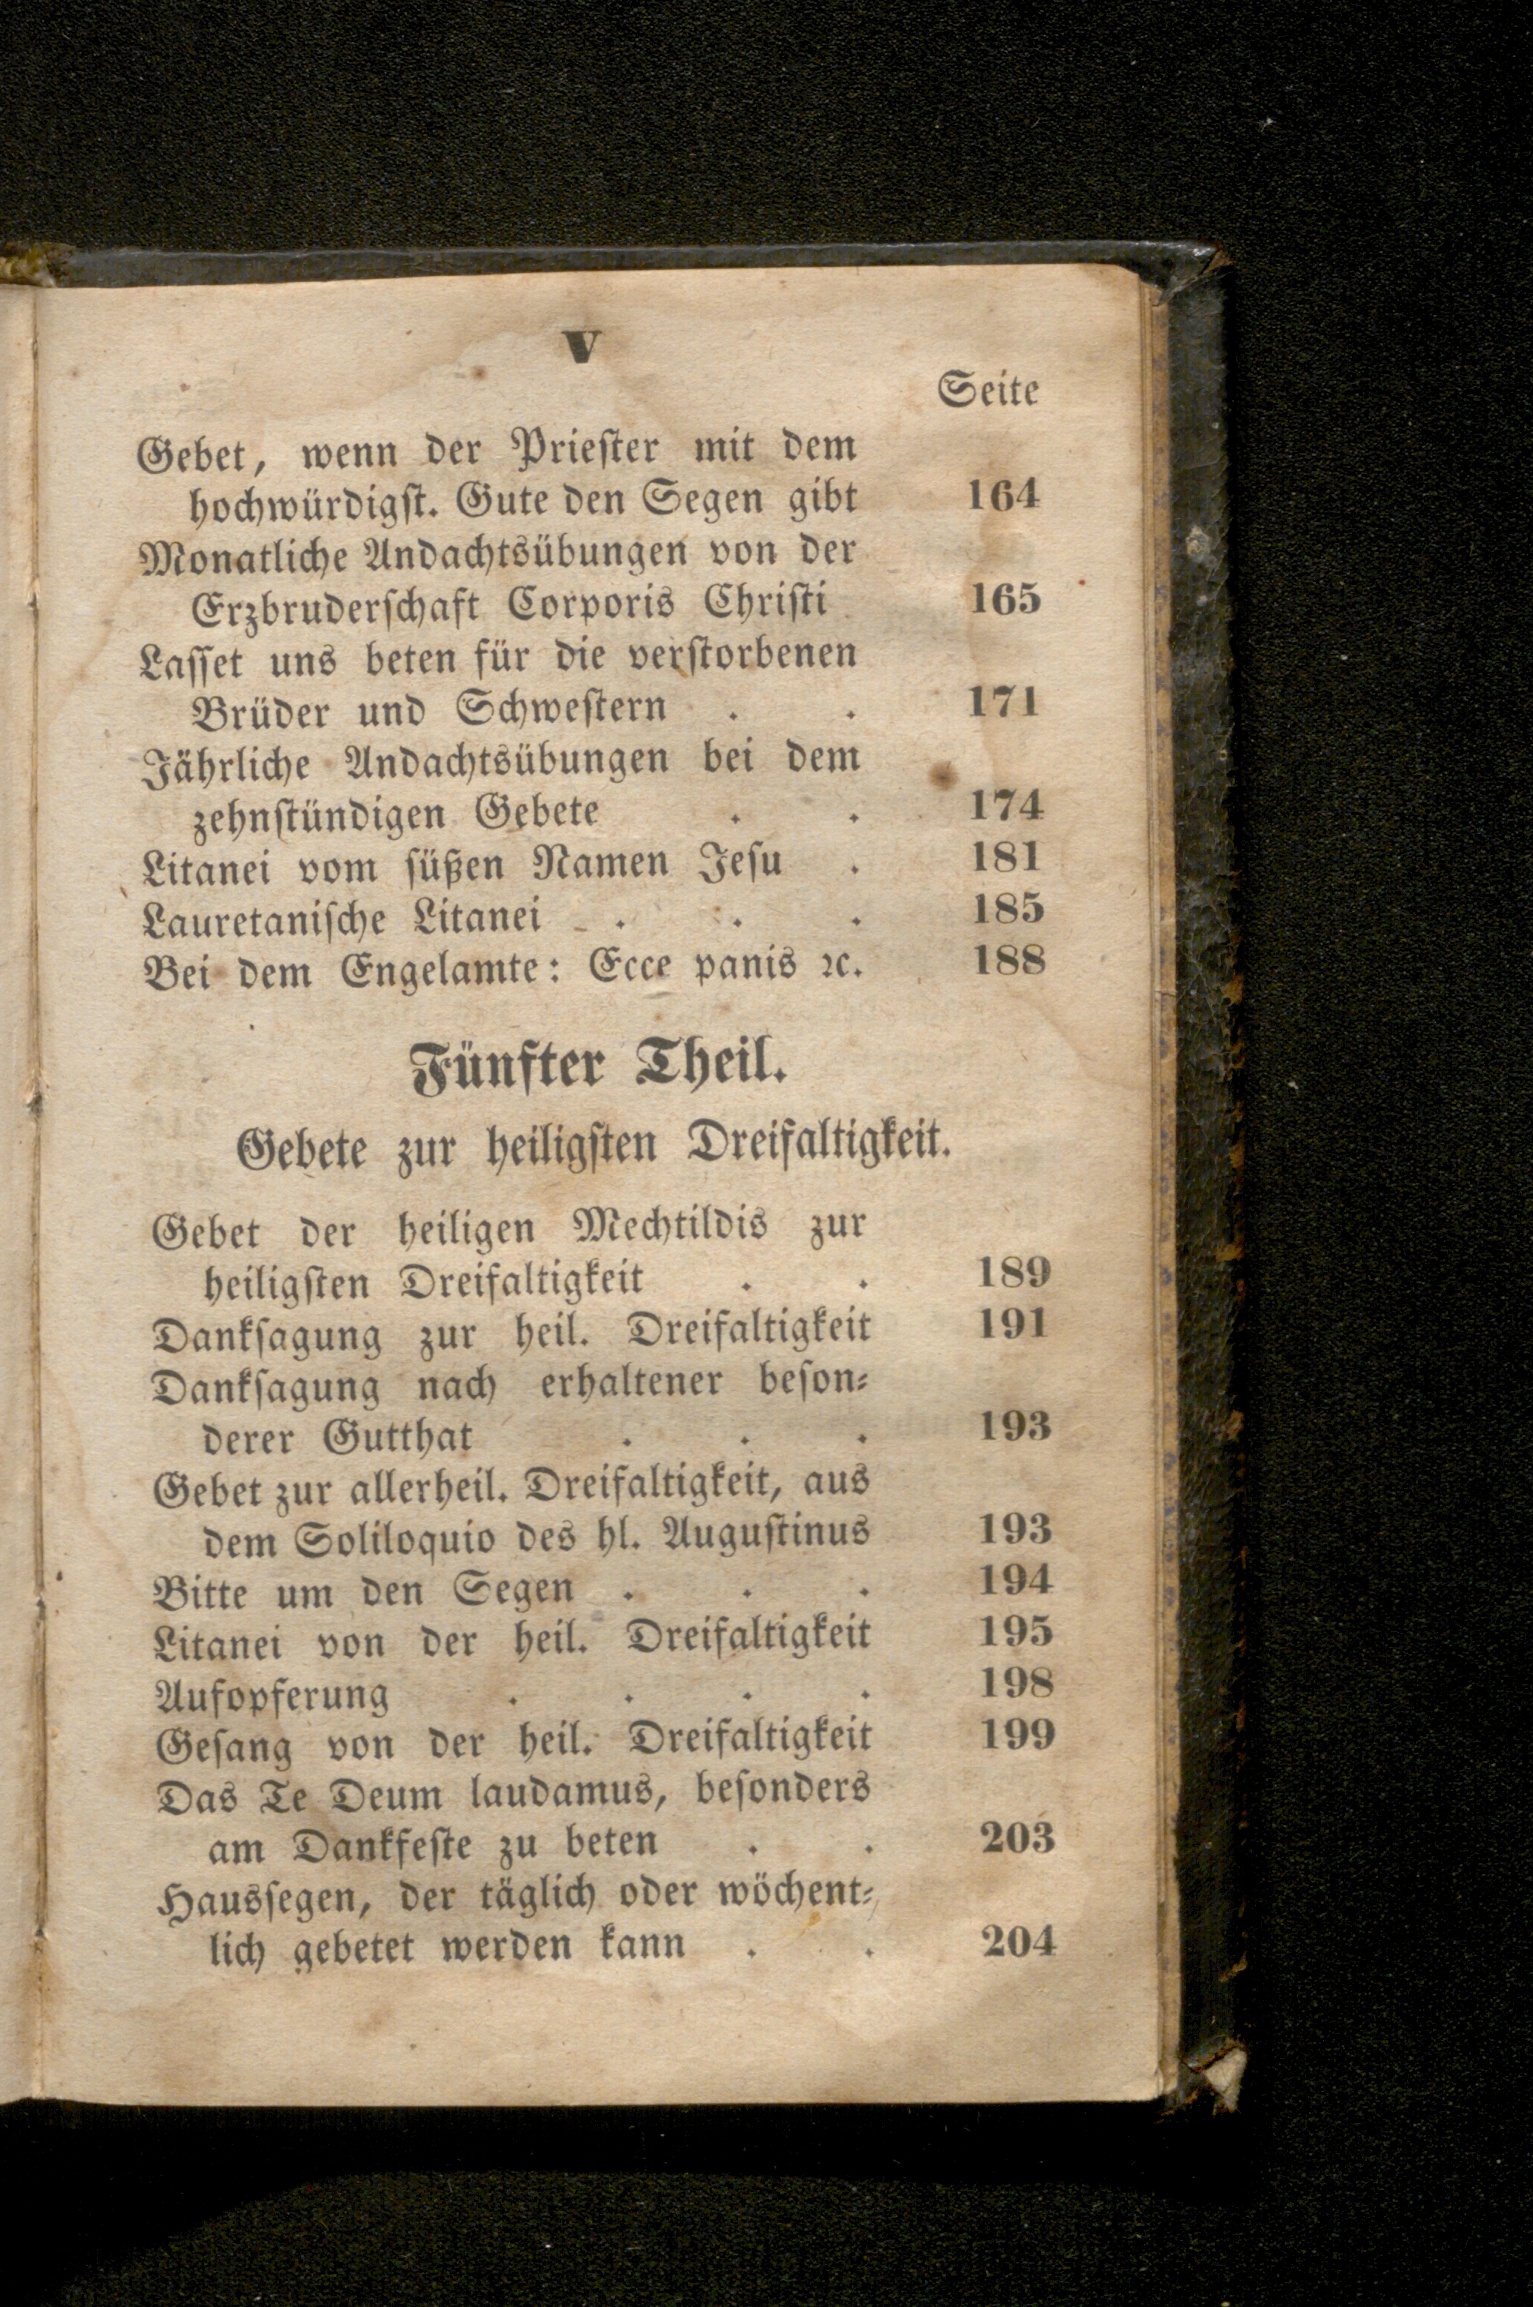 V
Seite
Gebet, wenn der Prieſter mit dem
hochwürdigſt. Gute den Segen gibt 164
Monatliche Andachtsübungen von der
Erzbruderſchaft Corporis Chriſti 165
Laſſet uns beten für die verſtorbenen
Brüder und Schweſtern . . 171
Jährliche Andachtsübungen bei dem
zehnſtündigen Gebete . . 174
Litanei vom ſüßen Namen Jeſu . 181
Lauretaniſche Litanei . . . 185
Bei dem Engelamte: Ecce panis ꝛc. 188
Fünfter Theil.
Gebete zur heiligſten Dreifaltigkeit.
Gebet der heiligen Mechtildis zur
heiligſten Dreifaltigkeit . . 189
Dankſagung zur heil. Dreifaltigkeit 191
Dankſagung nach erhaltener beſon⸗
derer Gutthat . . . 193
Gebet zur allerheil. Dreifaltigkeit, aus
dem Soliloquio des hl. Auguſtinus 193
Bitte um den Segen . . . 194
Litanei von der heil. Dreifaltigkeit 195
Aufopferung . . . . 198
Geſang von der heil. Dreifaltigkeit 199
Das Te Deum laudamus, beſonders
am Dankfeſte zu beten . . 203
Hausſegen, der täglich oder wöchent⸗
lich gebetet werden kann . . 204